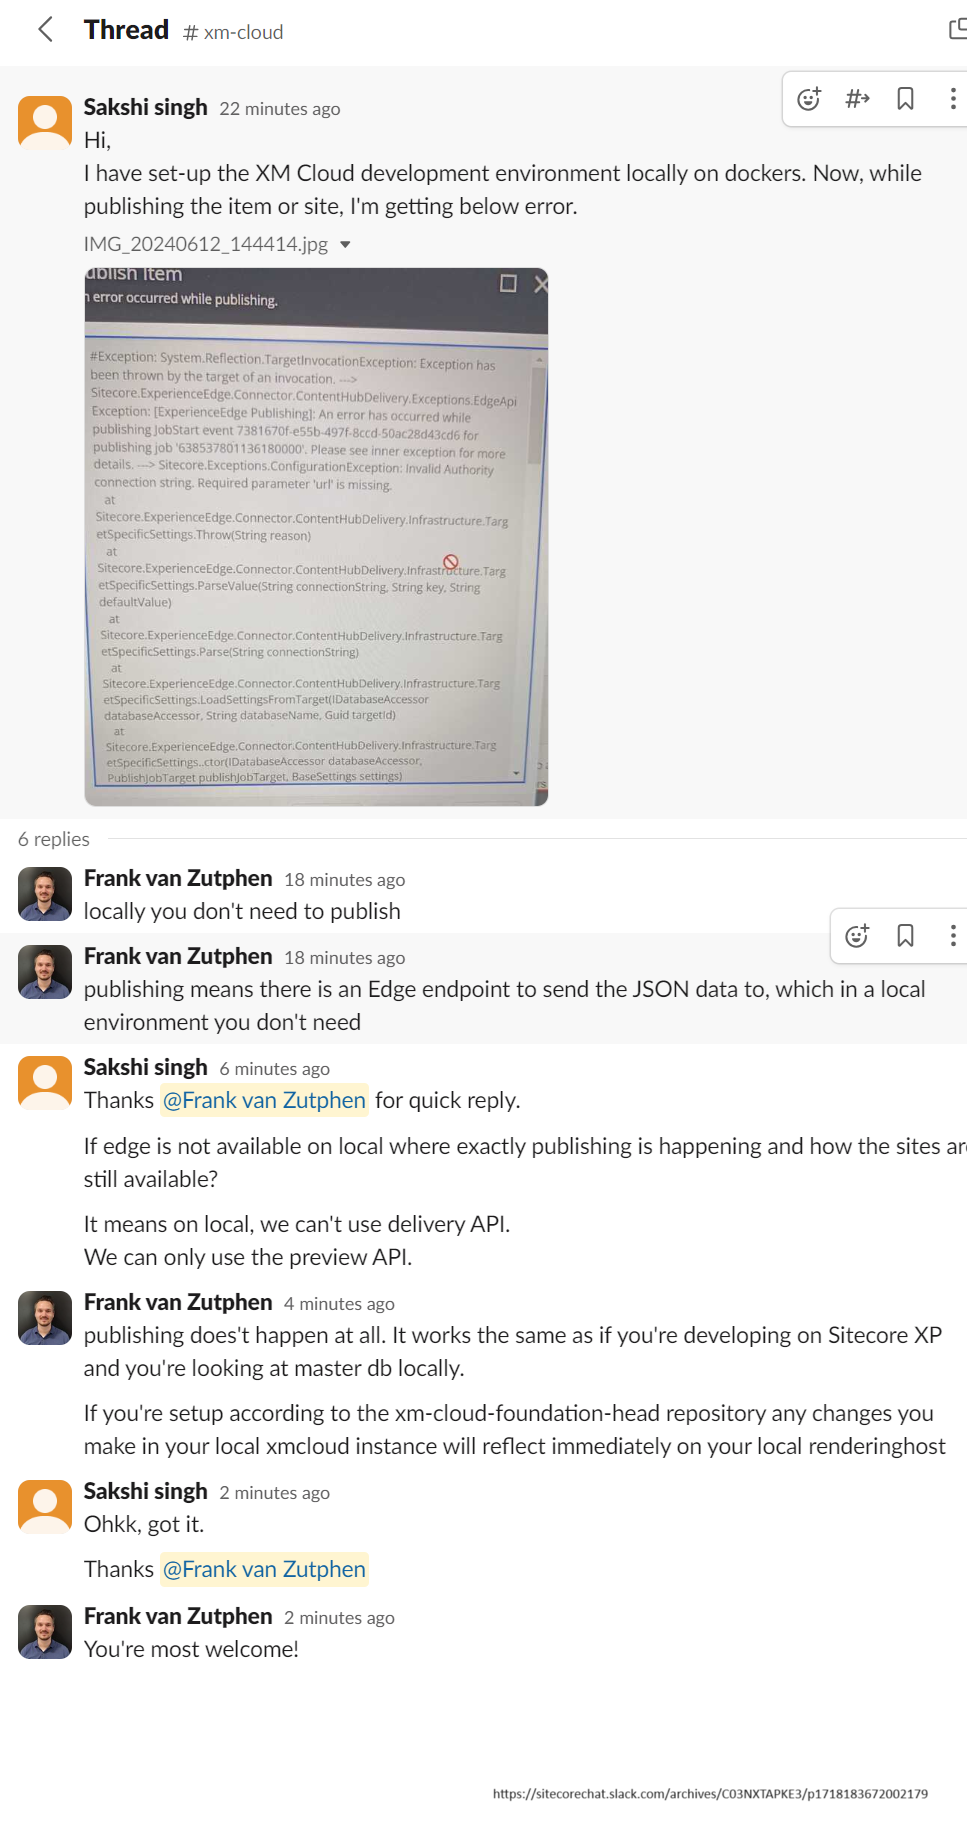 Thread # xm-cloud
Sakshi singh 22 minutes ago
Hi,
I have set-up the XM Cloud development environment locally on dockers. Now, while
publishing the item or site, I'm getting below error.
IMG_20240612_144414.jpg
ublish Item
n error occurred while publishing.
#Exception: System.Reflection.TargetInvocationException: Exception has
been thrown by the target of an invocation. --->
Sitecore.ExperienceEdge.Connector.ContentHubDelivery.Exceptions.EdgeApi
Exception: [ExperienceEdge Publishing]: An error has occurred while
publishing JobStart event 7381670f-e55b-497f-8ccd-50ac28d43cd6 for
publishing job '638537801136180000'. Please see inner exception for more
details. ---> Sitecore.Exceptions.ConfigurationException: Invalid Authority
connection string. Required parameter 'url' is missing.
at
Sitecore.ExperienceEdge.Connector.ContentHubDelivery.Infrastructure.Targ
etSpecificSettings.Throw(String reason)
at
Sitecore.ExperienceEdge.Connector.ContentHubDelivery.Infrastructure.Targ
etSpecificSettings.ParseValue(String connectionString, String key, String
defaultValue)
at
Sitecore.ExperienceEdge.Connector.ContentHubDelivery.Infrastructure.Targ
etSpecificSettings.Parse(String connectionString)
at
Sitecore.ExperienceEdge.Connector.ContentHubDelivery.Infrastructure.Targ
etSpecificSettings.LoadSettingsFromTarget(IDatabaseAccessor
databaseAccessor, String databaseName, Guid targetId)
at
Sitecore.ExperienceEdge.Connector.ContentHubDelivery.Infrastructure.Targ
etSpecificSettings..ctor(IDatabaseAccessor databaseAccessor,
PublishJobTarget publishJobTarget, BaseSettings settings)
6 replies
Frank van Zutphen 18 minutes ago
locally you don't need to publish
Frank van Zutphen 18 minutes ago
publishing means there is an Edge endpoint to send the JSON data to, which in a local
environment you don't need
Sakshi singh 6 minutes ago
Thanks @Frank van Zutphen for quick reply.
If edge is not available on local where exactly publishing is happening and how the sites ar
still available?
It means on local, we can't use delivery API.
We can only use the preview API.
Frank van Zutphen 4 minutes ago
publishing does't happen at all. It works the same as if you're developing on Sitecore XP
and you're looking at master db locally.
If you're setup according to the xm-cloud-foundation-head repository any changes you
make in your local xmcloud instance will reflect immediately on your local renderinghost
Sakshi singh 2 minutes ago
Ohkk, got it.
Thanks @Frank van Zutphen
Frank van Zutphen 2 minutes ago
You're most welcome!
https://sitecorechat.slack.com/archives/C03NXTAPKE3/p1718183672002179